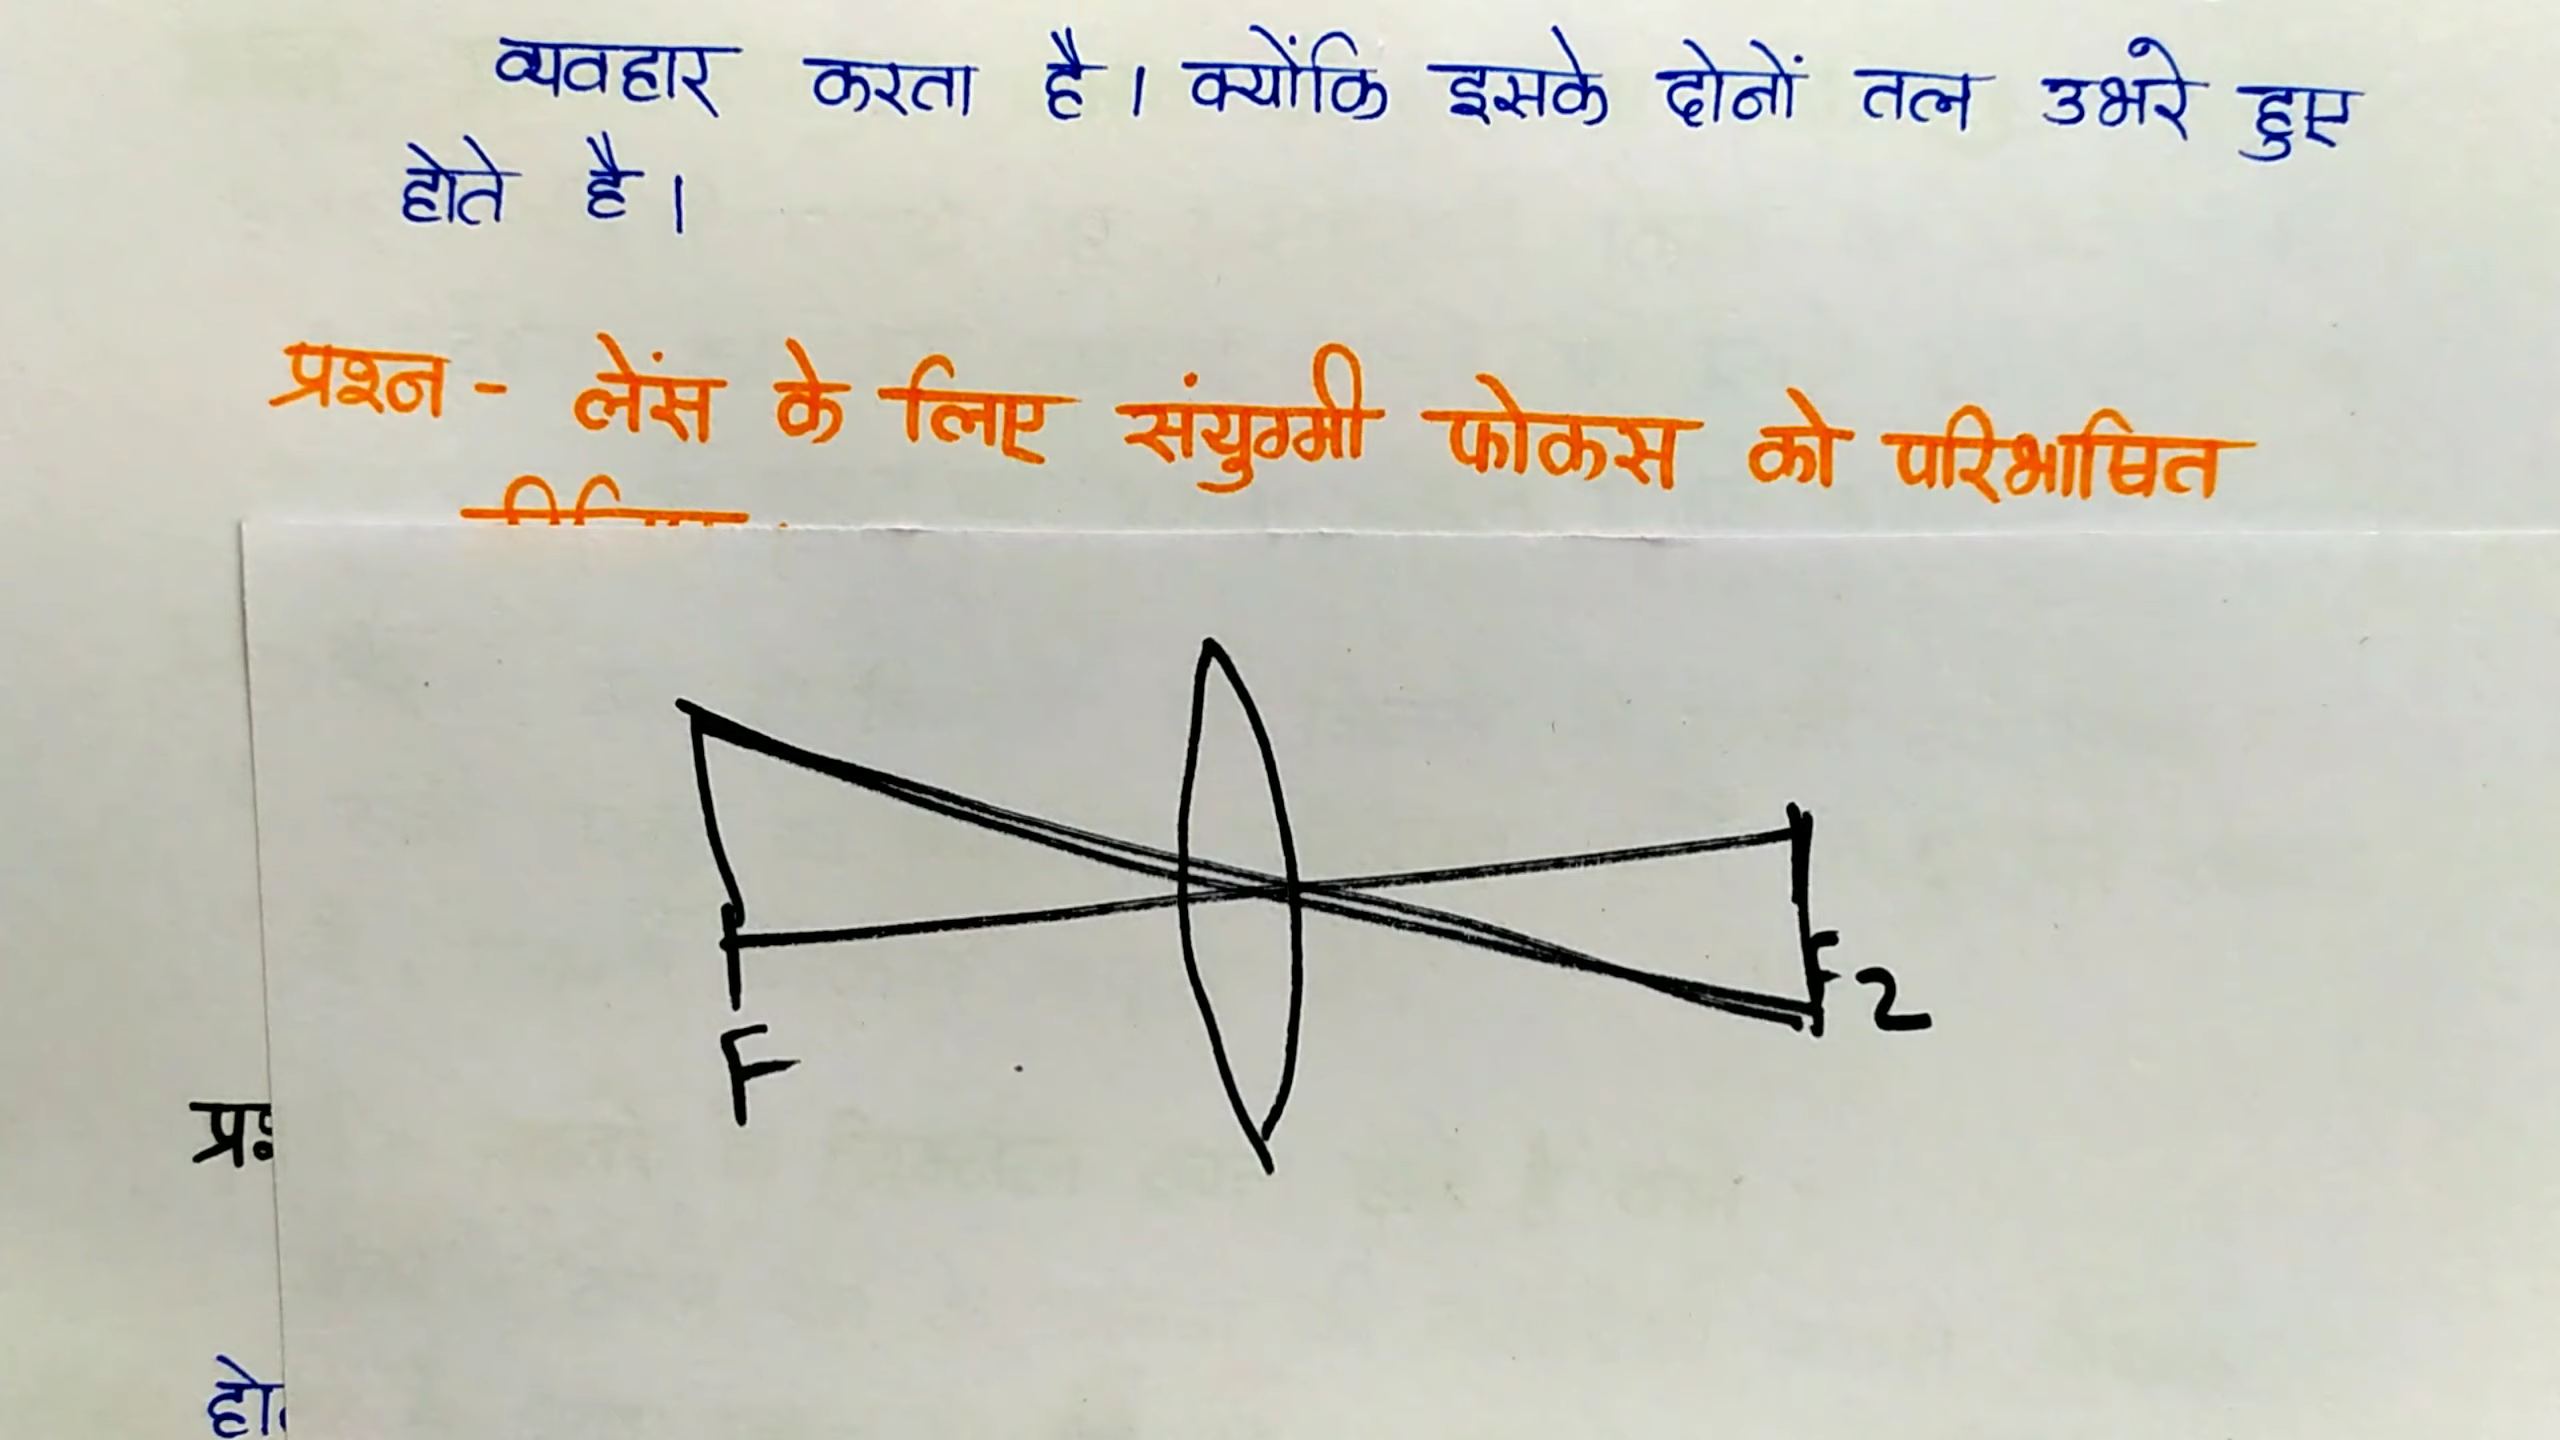 व्यवहार करता है। क्योंकि इसके दोनों तल उभरे हुए
होते है।
प्रश्न - लेंस के लिए संयुग्मी फोकस को परिभाषित
F
F2